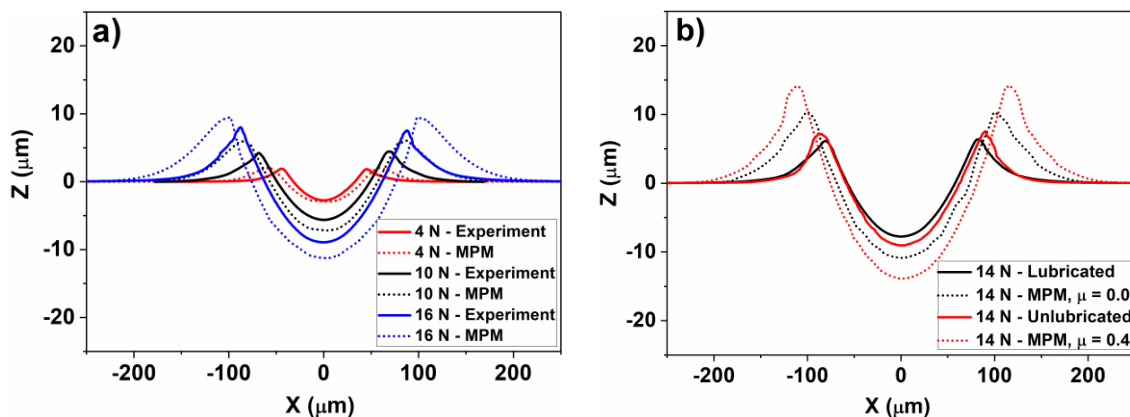 a)
20
10
0
-10
-20
Z (μm)
-200
-100
0
100
200
X (μm)
4 N - Experiment
4 N - MPM
10 N - Experiment
10 N - MPM
16 N - Experiment
16 N - MPM
b)
20
10
0
-10
-20
Z (μm)
-200
-100
0
100
200
X (μm)
14 N - Lubricated
14 N - MPM, μ = 0.0
14 N - Unlubricated
14 N - MPM, μ = 0.4